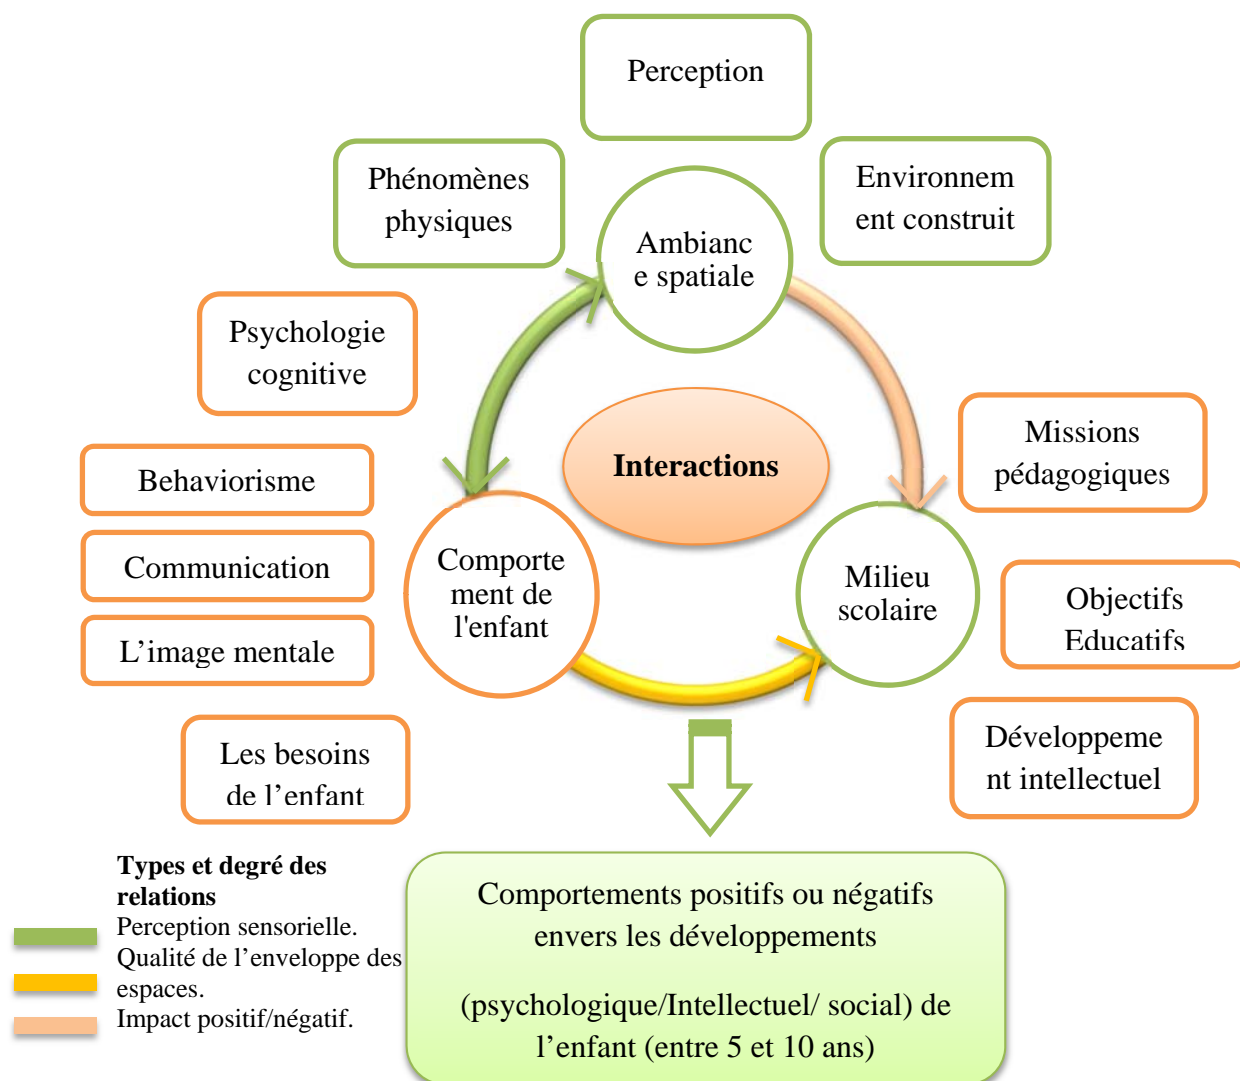 Perception
Phénomènes
physiques
Environnem
ent construit
Ambianc
e spatiale
Psychologie
cognitive
Interactions
Missions
pédagogiques
Behaviorisme
Communication
L’image mentale
Comporte
ment de
l'enfant
Milieu
scolaire
Objectifs
Educatifs
Les besoins
de l’enfant
Développeme
nt intellectuel
Types et degré des
relations
Perception sensorielle.
Qualité de l’enveloppe des
espaces.
Impact positif/négatif.
Comportements positifs ou négatifs
envers les développements
(psychologique/Intellectuel/ social) de
l’enfant (entre 5 et 10 ans)